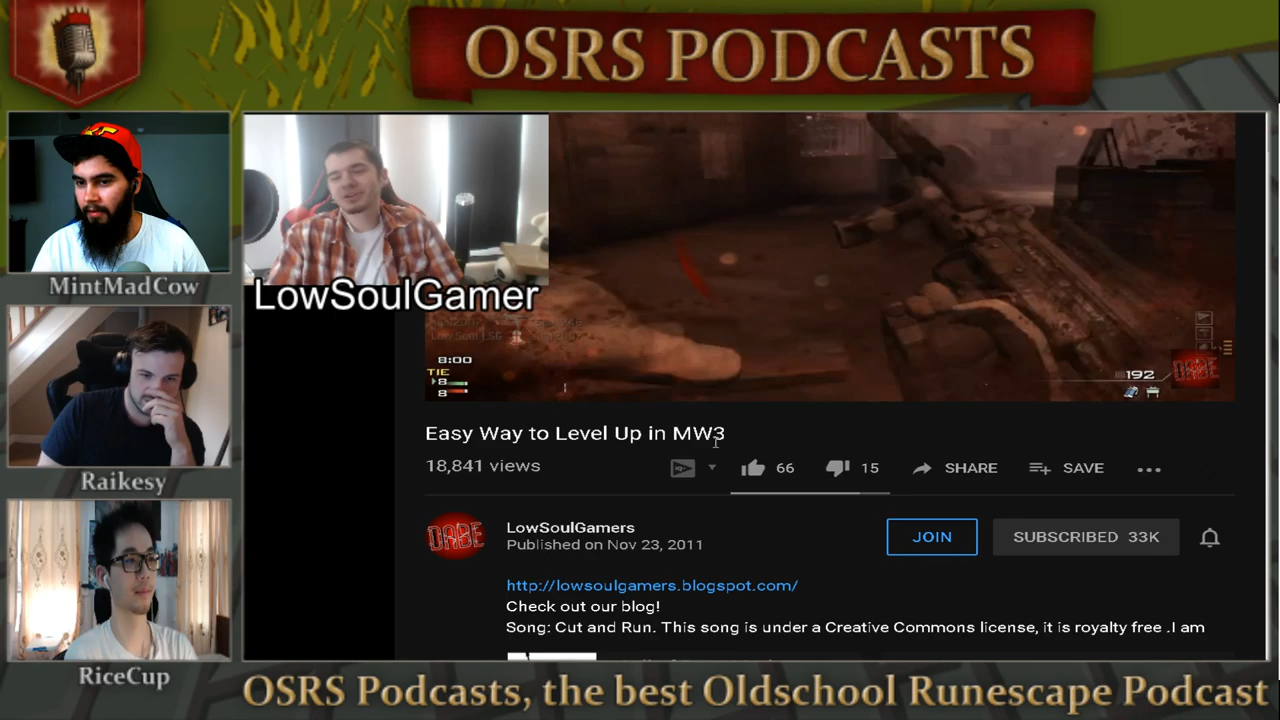 OSRS PODCASTS
MintMadCow
LowSoulGamer
Raikesy
RiceCup
8:00
TIE
8
8
192
DABE
Easy Way to Level Up in MW3
18,841 views
66
15
SHARE
SAVE
DABE
LowSoulGamers
Published on Nov 23, 2011
JOIN
SUBSCRIBED 33K
http://lowsoulgamers.blogspot.com/
Check out our blog!
Song: Cut and Run. This song is under a Creative Commons license, it is royalty free .I am
OSRS Podcasts, the best Oldschool Runescape Podcast